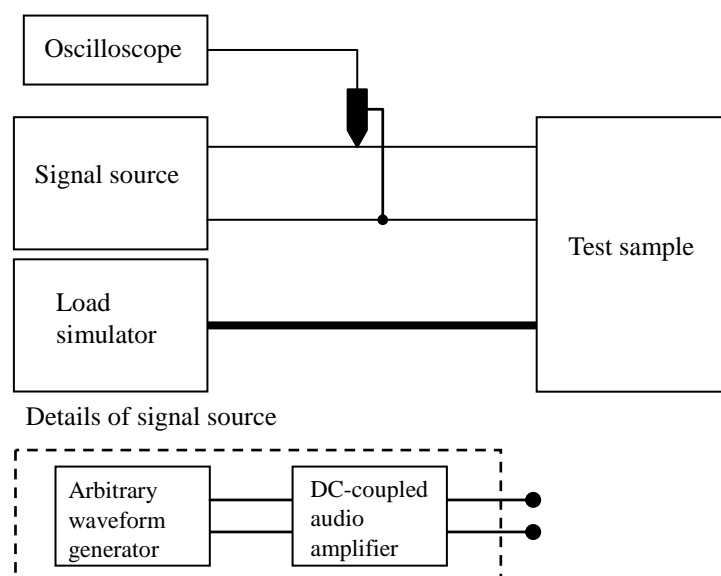 Oscilloscope
Signal source
Test sample
Load
simulator
Details of signal source
Arbitrary
waveform
generator
DC-coupled
audio
amplifier